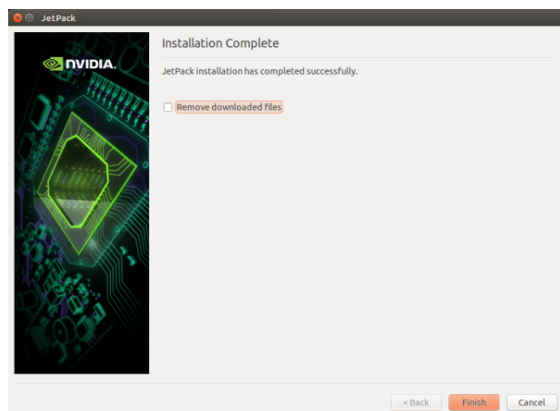 JetPack
Installation Complete
NVIDIA.
JetPack installation has completed successfully.
Remove downloaded files
< Back Finish Cancel